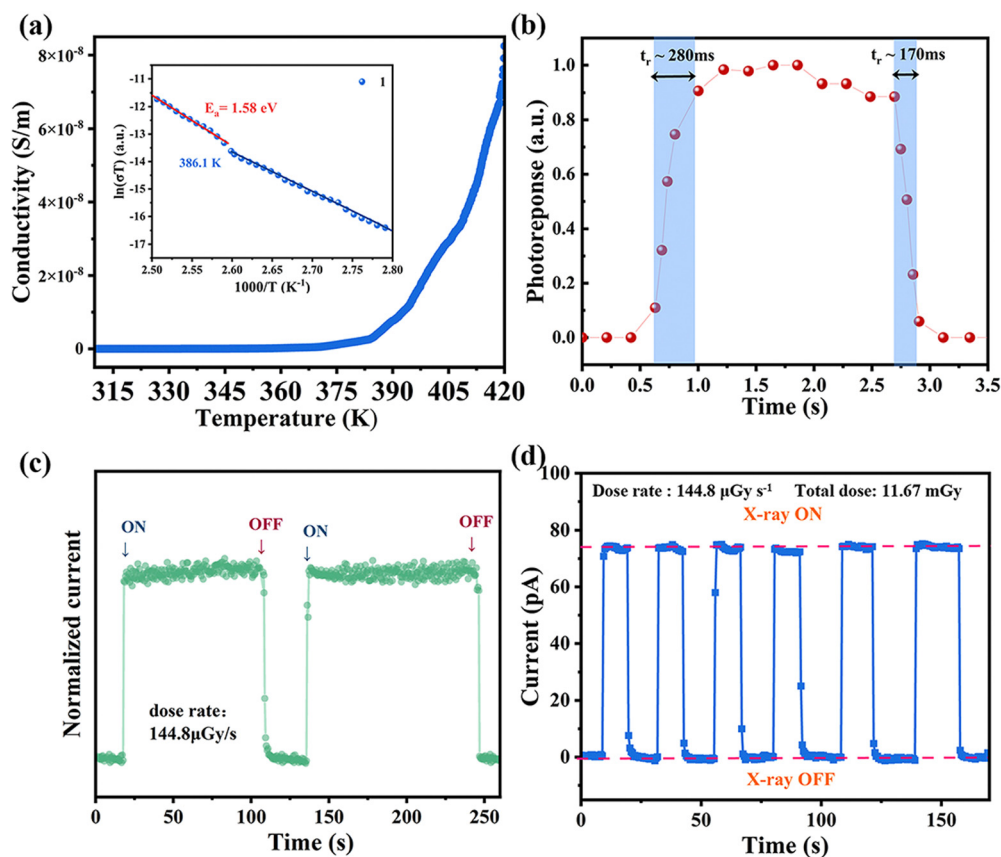 (a)
8×10⁻⁸
6×10⁻⁸
4×10⁻⁸
2×10⁻⁸
0
Conductivity (S/m)
315 330 345 360 375 390 405 420
Temperature (K)
-11
-12
-13
-14
-15
-16
-17
ln(σT) (a.u.)
1
Eₐ= 1.58 eV
386.1 K
2.50 2.55 2.60 2.65 2.70 2.75 2.80
1000/T (K⁻¹)
(b)
tᵣ ~ 280ms
tᵣ ~ 170ms
1.0
0.8
0.6
0.4
0.2
0.0
Photoreponse (a.u.)
0.0 0.5 1.0 1.5 2.0 2.5 3.0 3.5
Time (s)
(c)
ON
OFF
ON
OFF
Normalized current
dose rate:
144.8μGy/s
0 50 100 150 200 250
Time (s)
(d)
Dose rate : 144.8 μGy s⁻¹ Total dose: 11.67 mGy
X-ray ON
100
80
60
40
20
0
Current (pA)
X-ray OFF
0 50 100 150
Time (s)